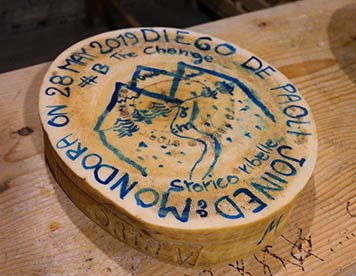 ON 28 MAY 2019 DIEGO DE PAOLI JOINED & MONDORA
#B The Change
Storico ribelle